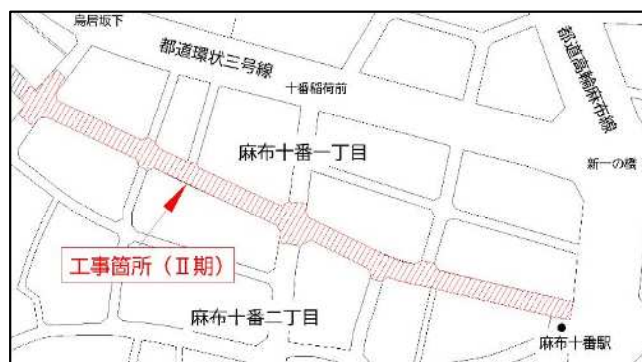 鳥居坂下
都道環状三号線
十番稲荷前
都道高輪麻布線
麻布十番一丁目
新一の橋
工事箇所（Ⅱ期）
麻布十番二丁目
麻布十番駅